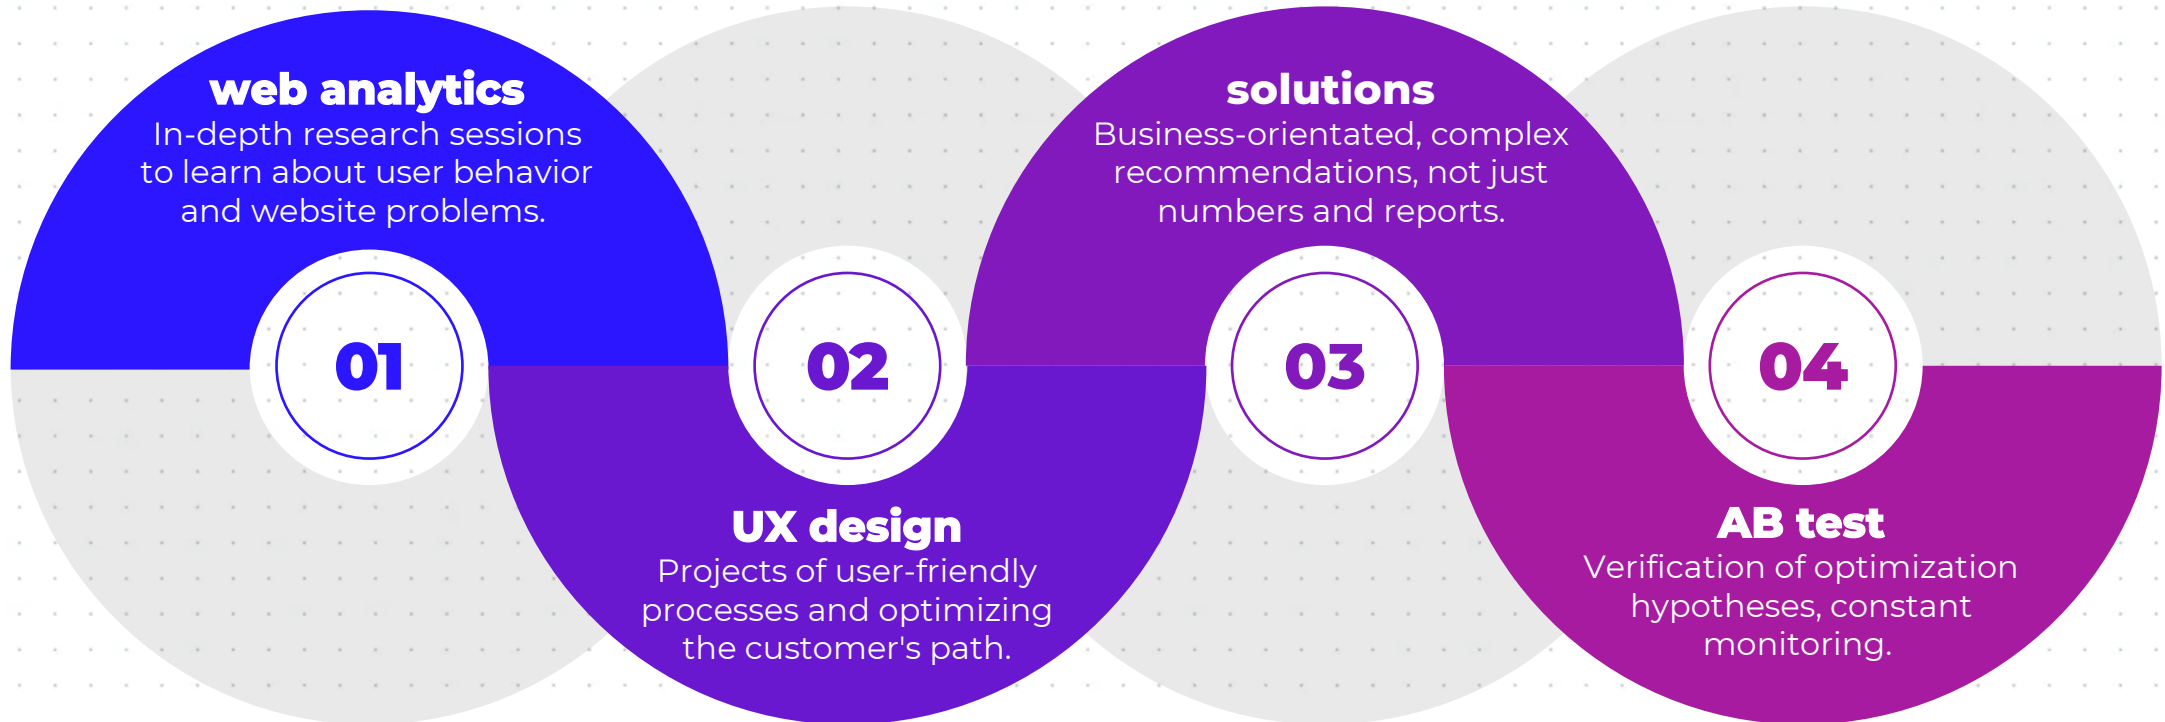 web analytics
In-depth research sessions
to learn about user behavior
and website problems.
01
02
UX design
Projects of user-friendly
processes and optimizing
the customer's path.
solutions
Business-orientated, complex
recommendations, not just
numbers and reports.
03
04
AB test
Verification of optimization
hypotheses, constant
monitoring.